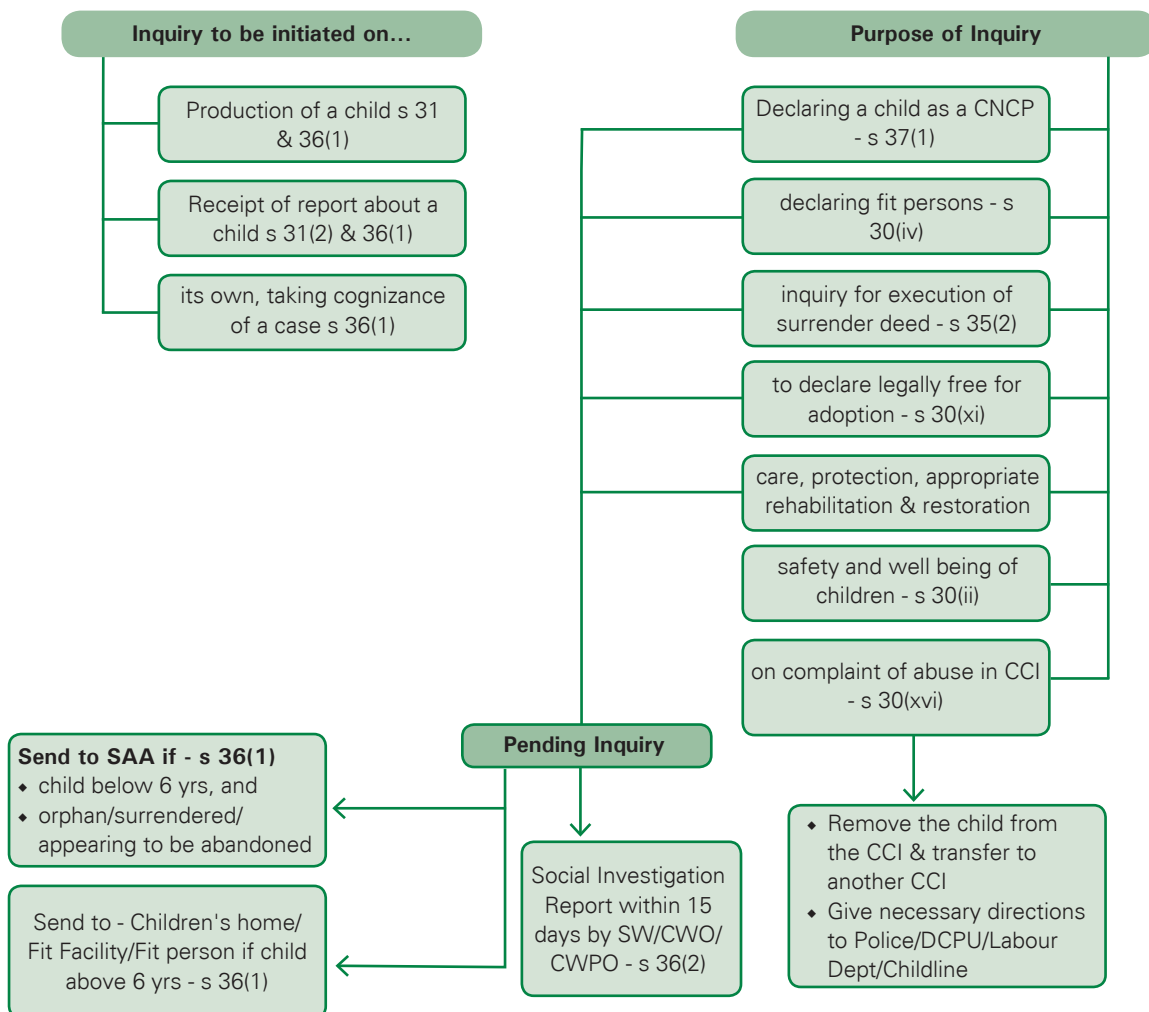 Inquiry to be initiated on...
Production of a child s 31
& 36(1)
Receipt of report about a
child s 31(2) & 36(1)
its own, taking cognizance
of a case s 36(1)
Purpose of Inquiry
Declaring a child as a CNCP
- s 37(1)
declaring fit persons - s
30(iv)
inquiry for execution of
surrender deed - s 35(2)
to declare legally free for
adoption - s 30(xi)
care, protection, appropriate
rehabilitation & restoration
safety and well being of
children - s 30(ii)
on complaint of abuse in CCI
- s 30(xvi)
Pending Inquiry
Send to SAA if - s 36(1)
◆ child below 6 yrs, and
◆ orphan/surrendered/
appearing to be abandoned
Send to - Children's home/
Fit Facility/Fit person if child
above 6 yrs - s 36(1)
Social Investigation
Report within 15
days by SW/CWO/
CWPO - s 36(2)
◆ Remove the child from
the CCI & transfer to
another CCI
◆ Give necessary directions
to Police/DCPU/Labour
Dept/Childline